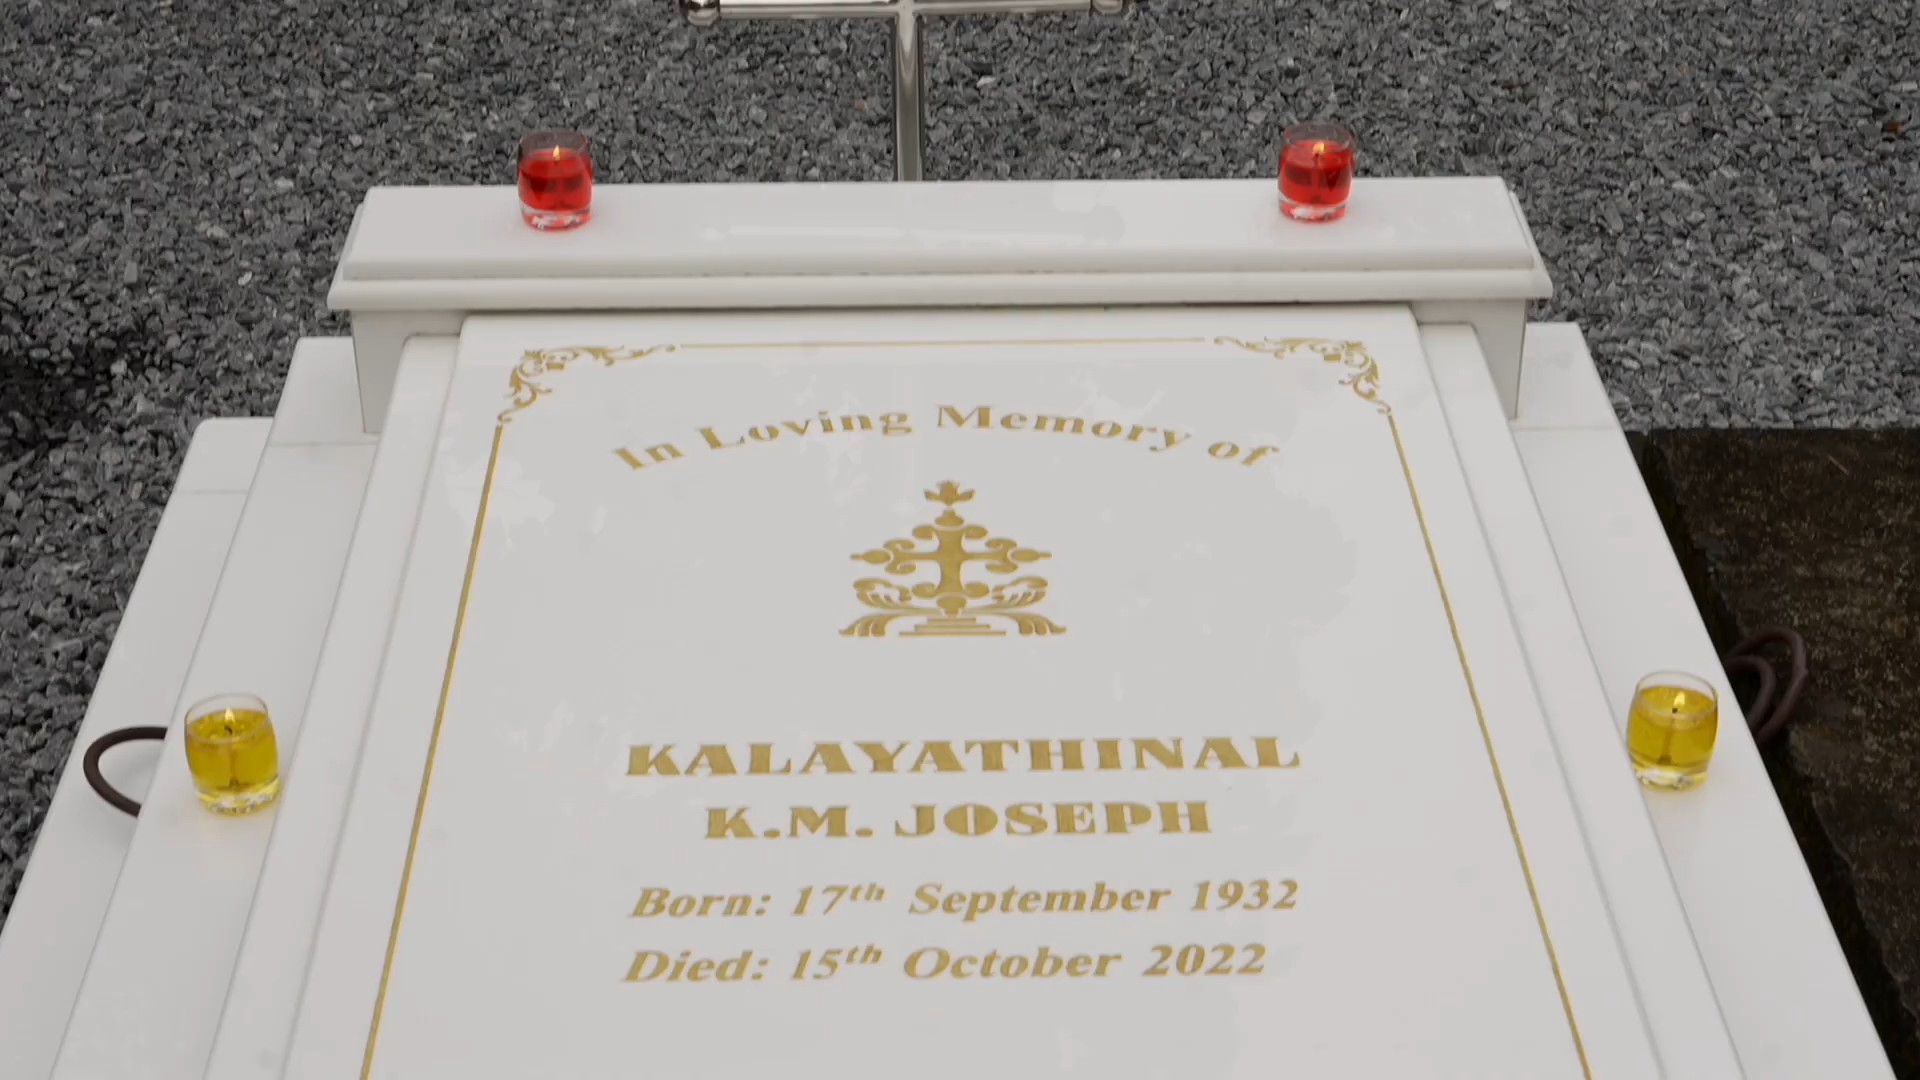 In Loving Memory of
KALAYATHINAL
K.M. JOSEPH
Born: 17th September 1932
Died: 15th October 2022